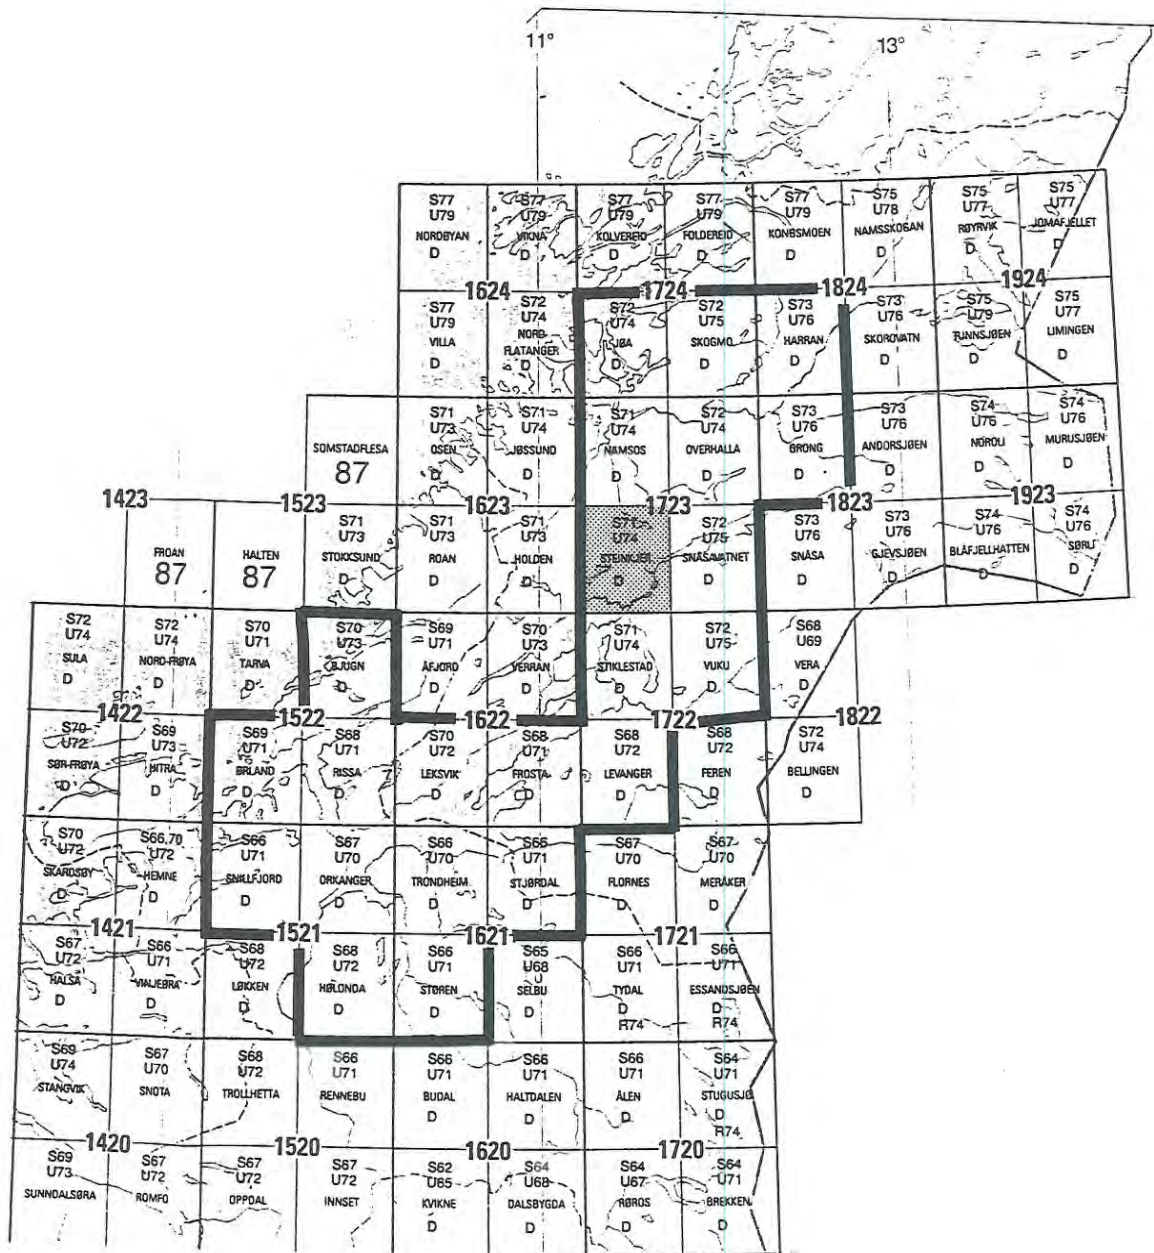 11°
13°
S77 U79 NORDØYAN D
S77 U79 VIKNA D
S77 U79 KOLVEREID D
S77 U79 FOLDEREID D
S77 U79 KONGSMOEN D
S75 U78 NAMSSKOGAN D
S75 U77 RØYRVIK D
S75 U77 JOMAFJELLET D
1624
1724
1824
1924
S77 U79 VILLA D
S72 U74 NORD- FLATANGER D
S72 U74 JØA D
S72 U75 SKOGMO D
S73 U76 HARRAN D
S73 U76 SKOROVATN D
S75 U79 TUNNSJØEN D
S75 U77 LIMINGEN D
SOMSTADFLESA 87
S71 U73 OSEN D
S71 U74 JØSSUND D
S71 U74 NAMSOS D
S72 U74 OVERHALLA D
S73 U76 GRONG D
S73 U76 ANDORSJØEN D
S74 U76 NORDLI D
S74 U76 MURUSJØEN D
1423
1523
1623
1723
1823
1923
FROAN 87
HALTEN 87
S71 U73 STOKKSUND D
S71 U73 ROAN D
S71 U73 HOLDEN D
S71 U74 STEINKJER D
S72 U75 SNÅSAVATNET D
S73 U76 SNÅSA D
S73 U76 GJEVSJØEN D
S74 U76 BLÅFJELLHATTEN D
S74 U76 SØRLI D
S72 U74 SULA D
S72 U74 NORD-FRØYA D
S70 U71 TARVA D
S70 U73 BJUGN D
S69 U71 ÅFJORD D
S70 U73 VERRAN D
S71 U74 STIKLESTAD D
S72 U75 VUKU D
S68 U69 VERA D
1422
1522
1622
1722
1822
S70 U72 SØR-FRØYA D
S69 U73 HITRA D
S69 U71 ØRLAND D
S68 U71 RISSA D
S70 U72 LEKSVIK D
S68 U71 FROSTA D
S68 U72 LEVANGER D
S68 U72 FEREN D
S72 U74 BELLINGEN D
S70 U72 SKARDSØY D
S66,70 U72 HEMNE D
S66 U71 SNILLFJORD D
S67 U70 ORKANGER D
S66 U70 TRONDHEIM D
S66 U71 STJØRDAL D
S67 U70 FLORNES D
S67 U70 MERÅKER D
1421
1521
1621
1721
S67 U72 HALSA D
S66 U71 VINJEØRA D
S68 U72 LØKKEN D
S68 U72 HØLONDA D
S66 U71 STØREN D
S65 U68 SELBU D
S66 U71 TYDAL D R74
S66 U71 ESSANDSJØEN D R74
S69 U74 STANGVIK
S67 U70 SNOTA
S68 U72 TROLLHETTA
S66 U71 RENNEBU
S66 U71 BUDAL D
S66 U71 HALTDALEN D
S66 U71 ÅLEN D
S64 U71 STUGUSJØ D R74
1420
1520
1620
1720
S69 U73 SUNNDALSØRA
S67 U72 ROMFO
S67 U72 OPPDAL
S67 U72 INNSET
S62 U65 KVIKNE D
S64 U68 DALSBYGDA D
S64 U67 RØROS D
S64 U71 BREKKEN D